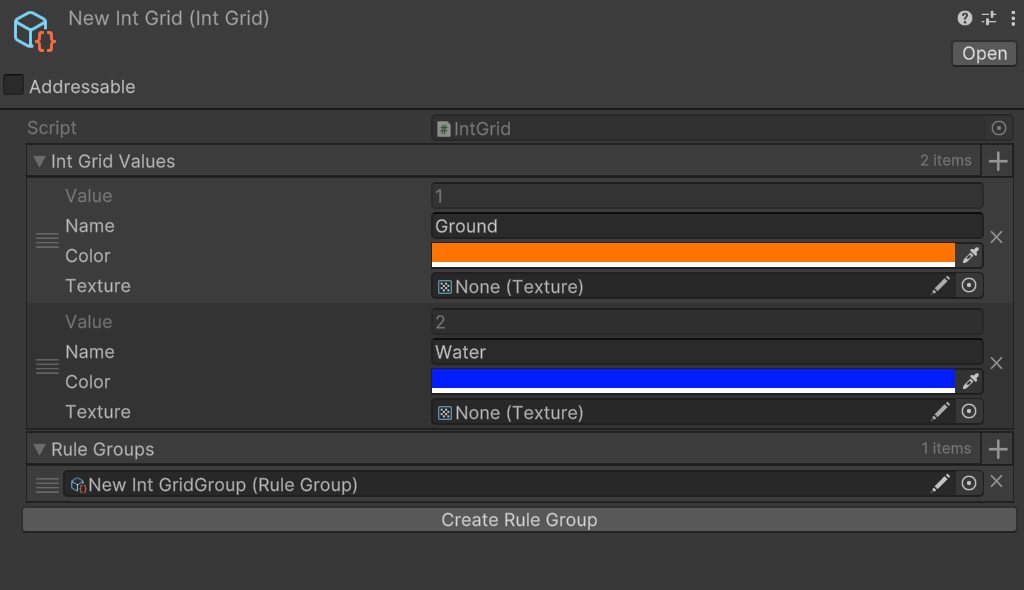 New Int Grid (Int Grid)
Open
Addressable
Script IntGrid
Int Grid Values 2 items
Value 1
Name Ground
Color
Texture None (Texture)
Value 2
Name Water
Color
Texture None (Texture)
Rule Groups 1 items
New Int GridGroup (Rule Group)
Create Rule Group